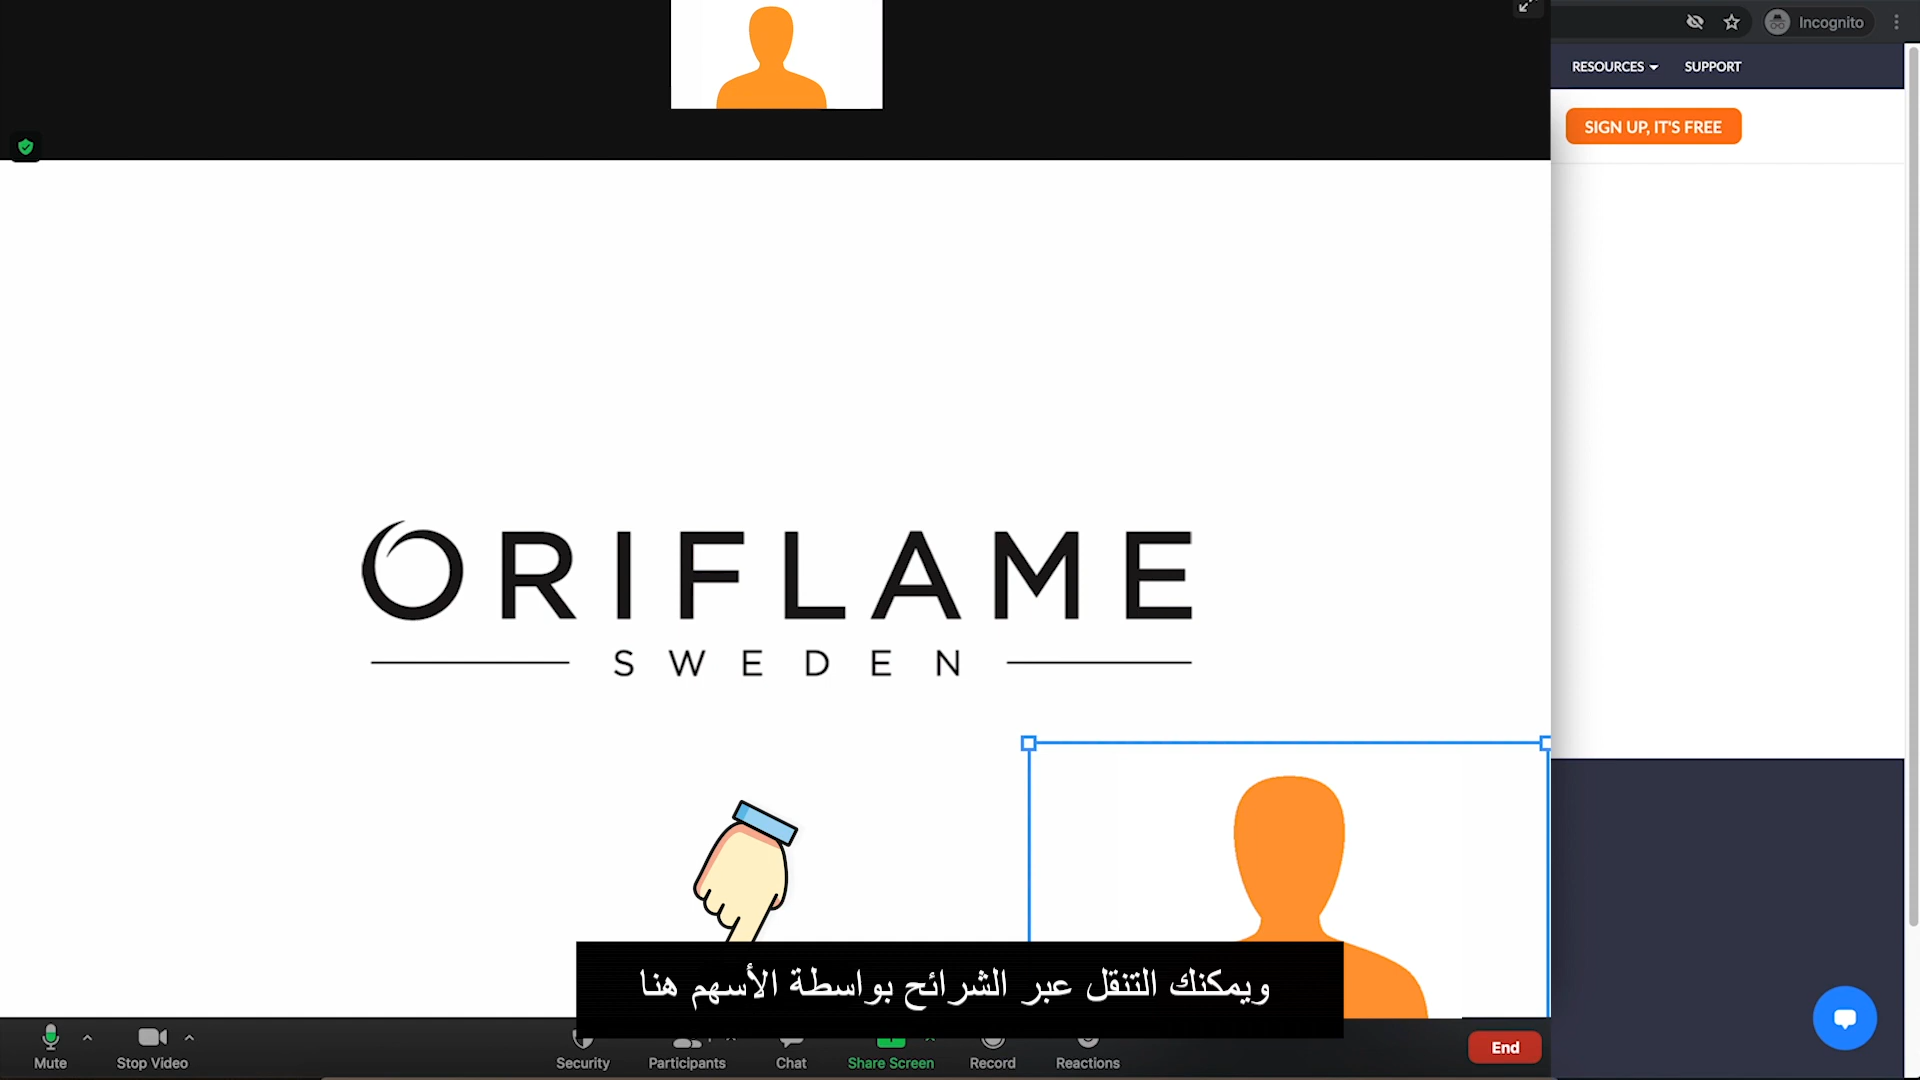 Incognito
RESOURCES SUPPORT
SIGN UP, IT'S FREE
ORIFLAME
SWEDEN
ويمكنك التنقل عبر الشرائح بواسطة الأسهم هنا
Mute
Stop Video
Security
Participants
Chat
Share Screen
Record
Reactions
End